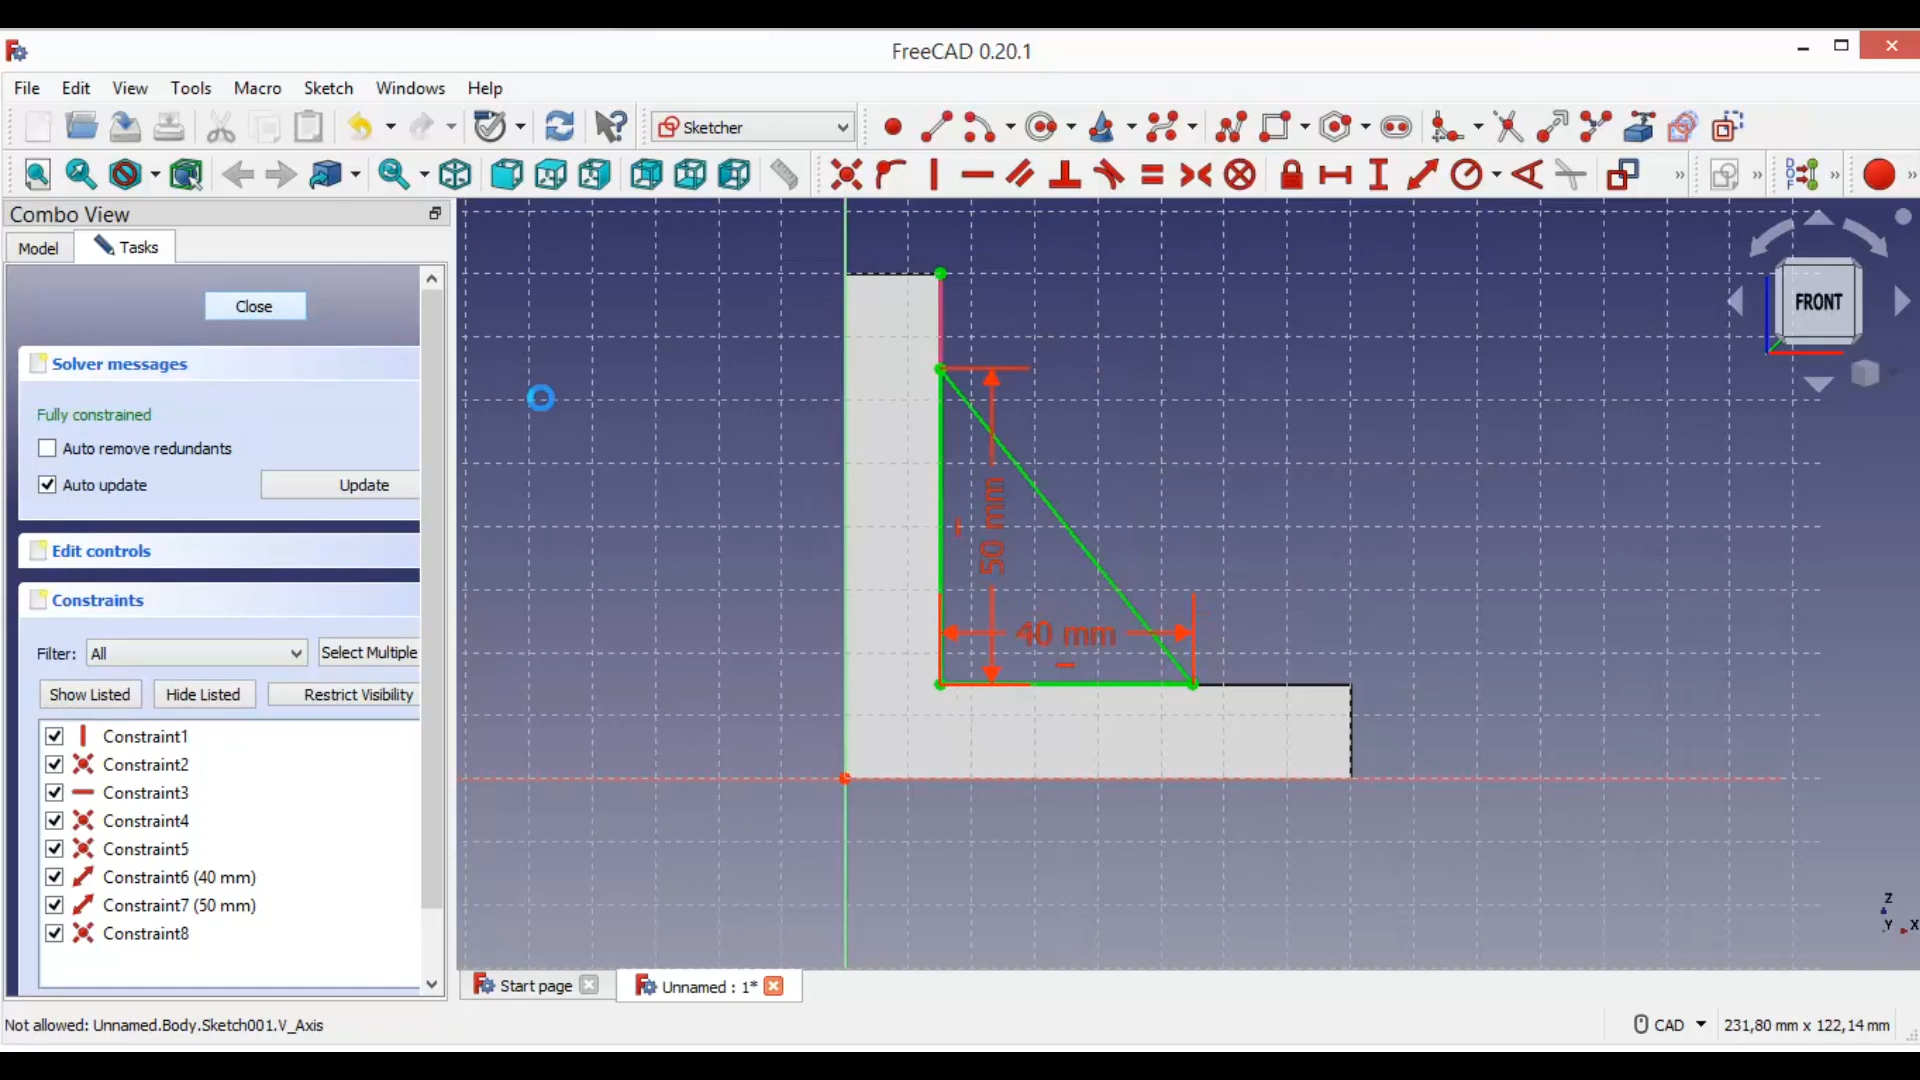 FreeCAD 0.20.1
File Edit View Tools Macro Sketch Windows Help
Sketcher
Combo View
Model Tasks
Close
Solver messages
Fully constrained
Auto remove redundants
Auto update Update
Edit controls
Constraints
Filter: All Select Multiple
Show Listed Hide Listed Restrict Visibility
Constraint1
Constraint2
Constraint3
Constraint4
Constraint5
Constraint6 (40 mm)
Constraint7 (50 mm)
Constraint8
50 mm
40 mm
FRONT
Z
Y X
Start page Unnamed : 1*
Not allowed: Unnamed.Body.Sketch001.V_Axis
CAD 231,80 mm x 122,14 mm